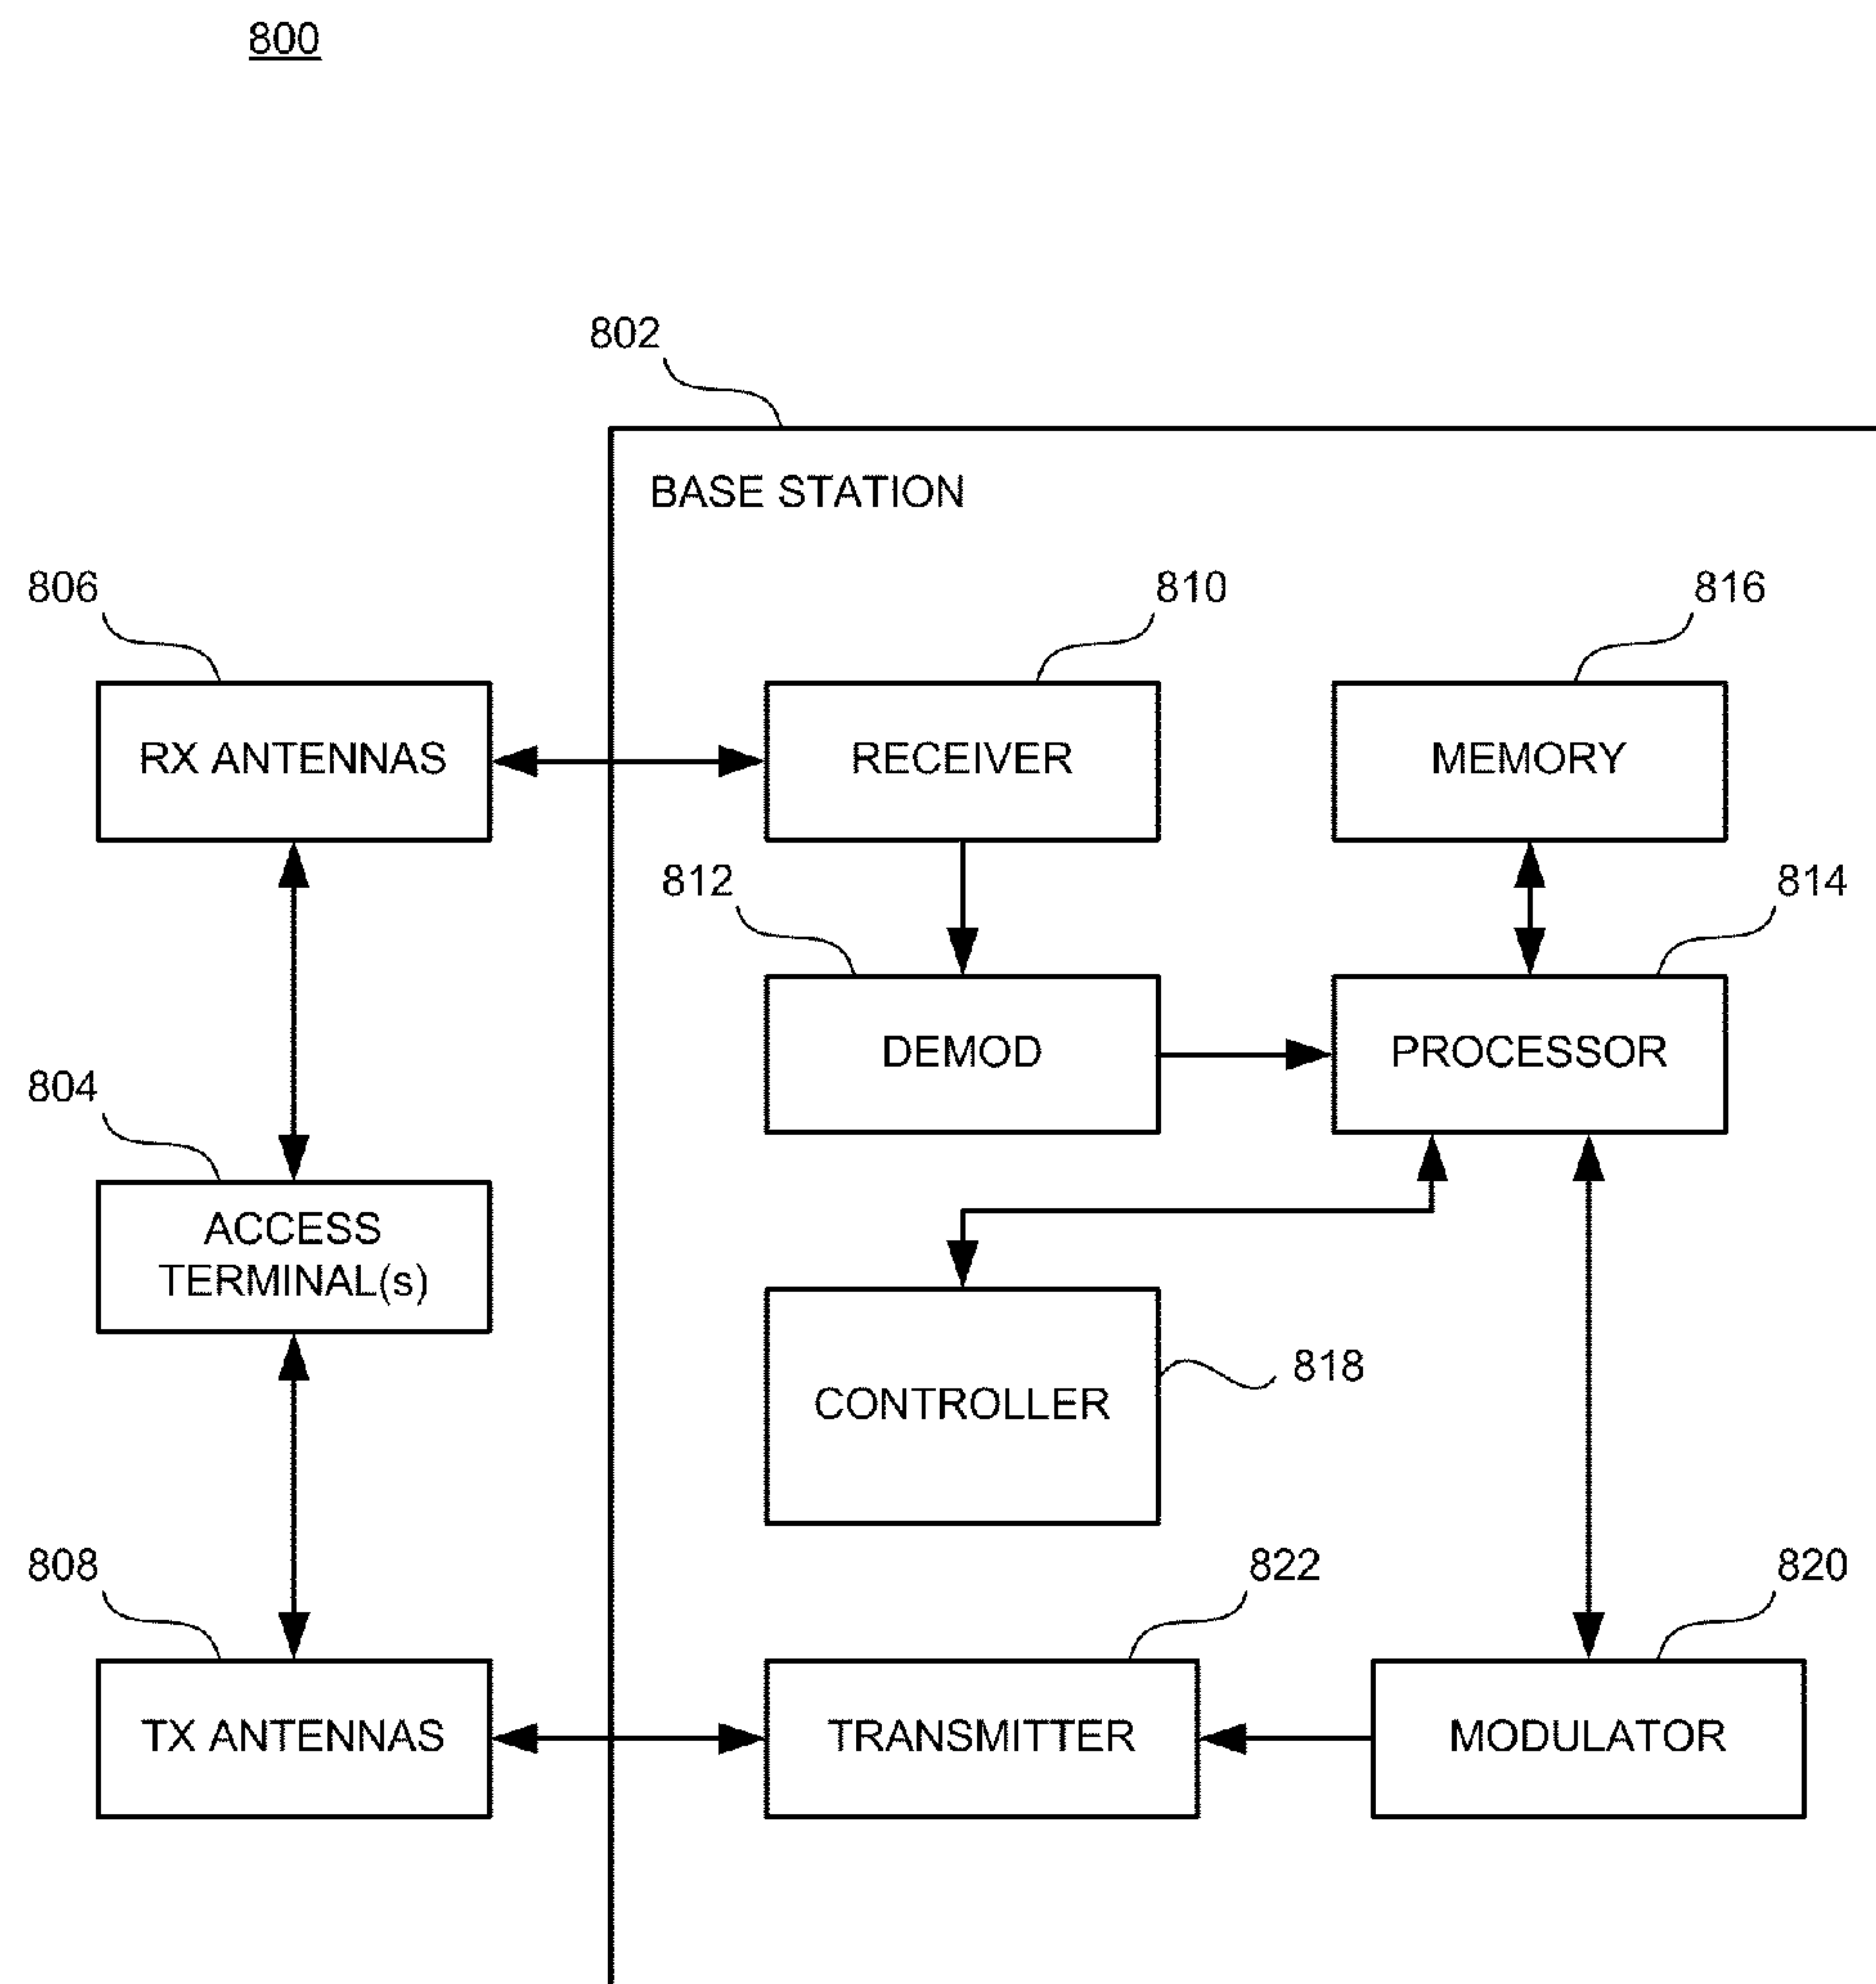 800
802
BASE STATION
806
810
816
RX ANTENNAS
RECEIVER
MEMORY
812
814
DEMOD
PROCESSOR
804
ACCESS
TERMINAL(s)
818
CONTROLLER
808
822
820
TX ANTENNAS
TRANSMITTER
MODULATOR